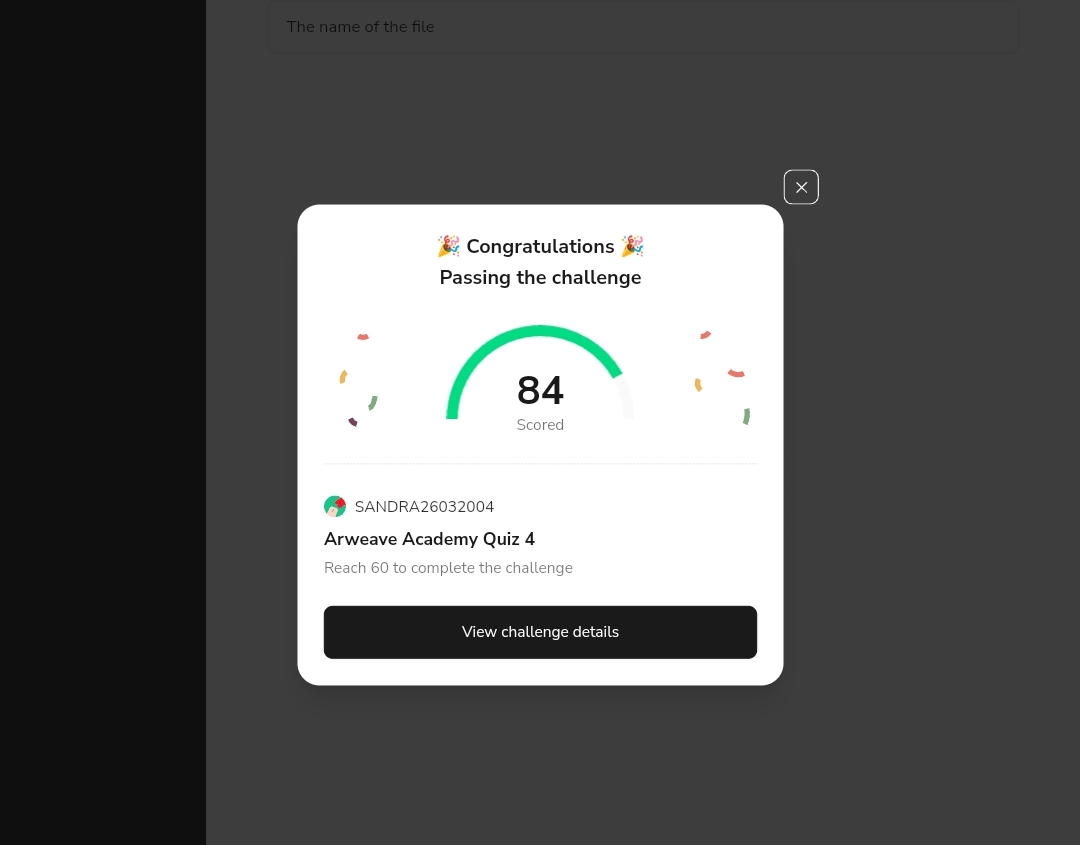 The name of the file
🎉 Congratulations 🎉
Passing the challenge
84
Scored
SANDRA26032004
Arweave Academy Quiz 4
Reach 60 to complete the challenge
View challenge details